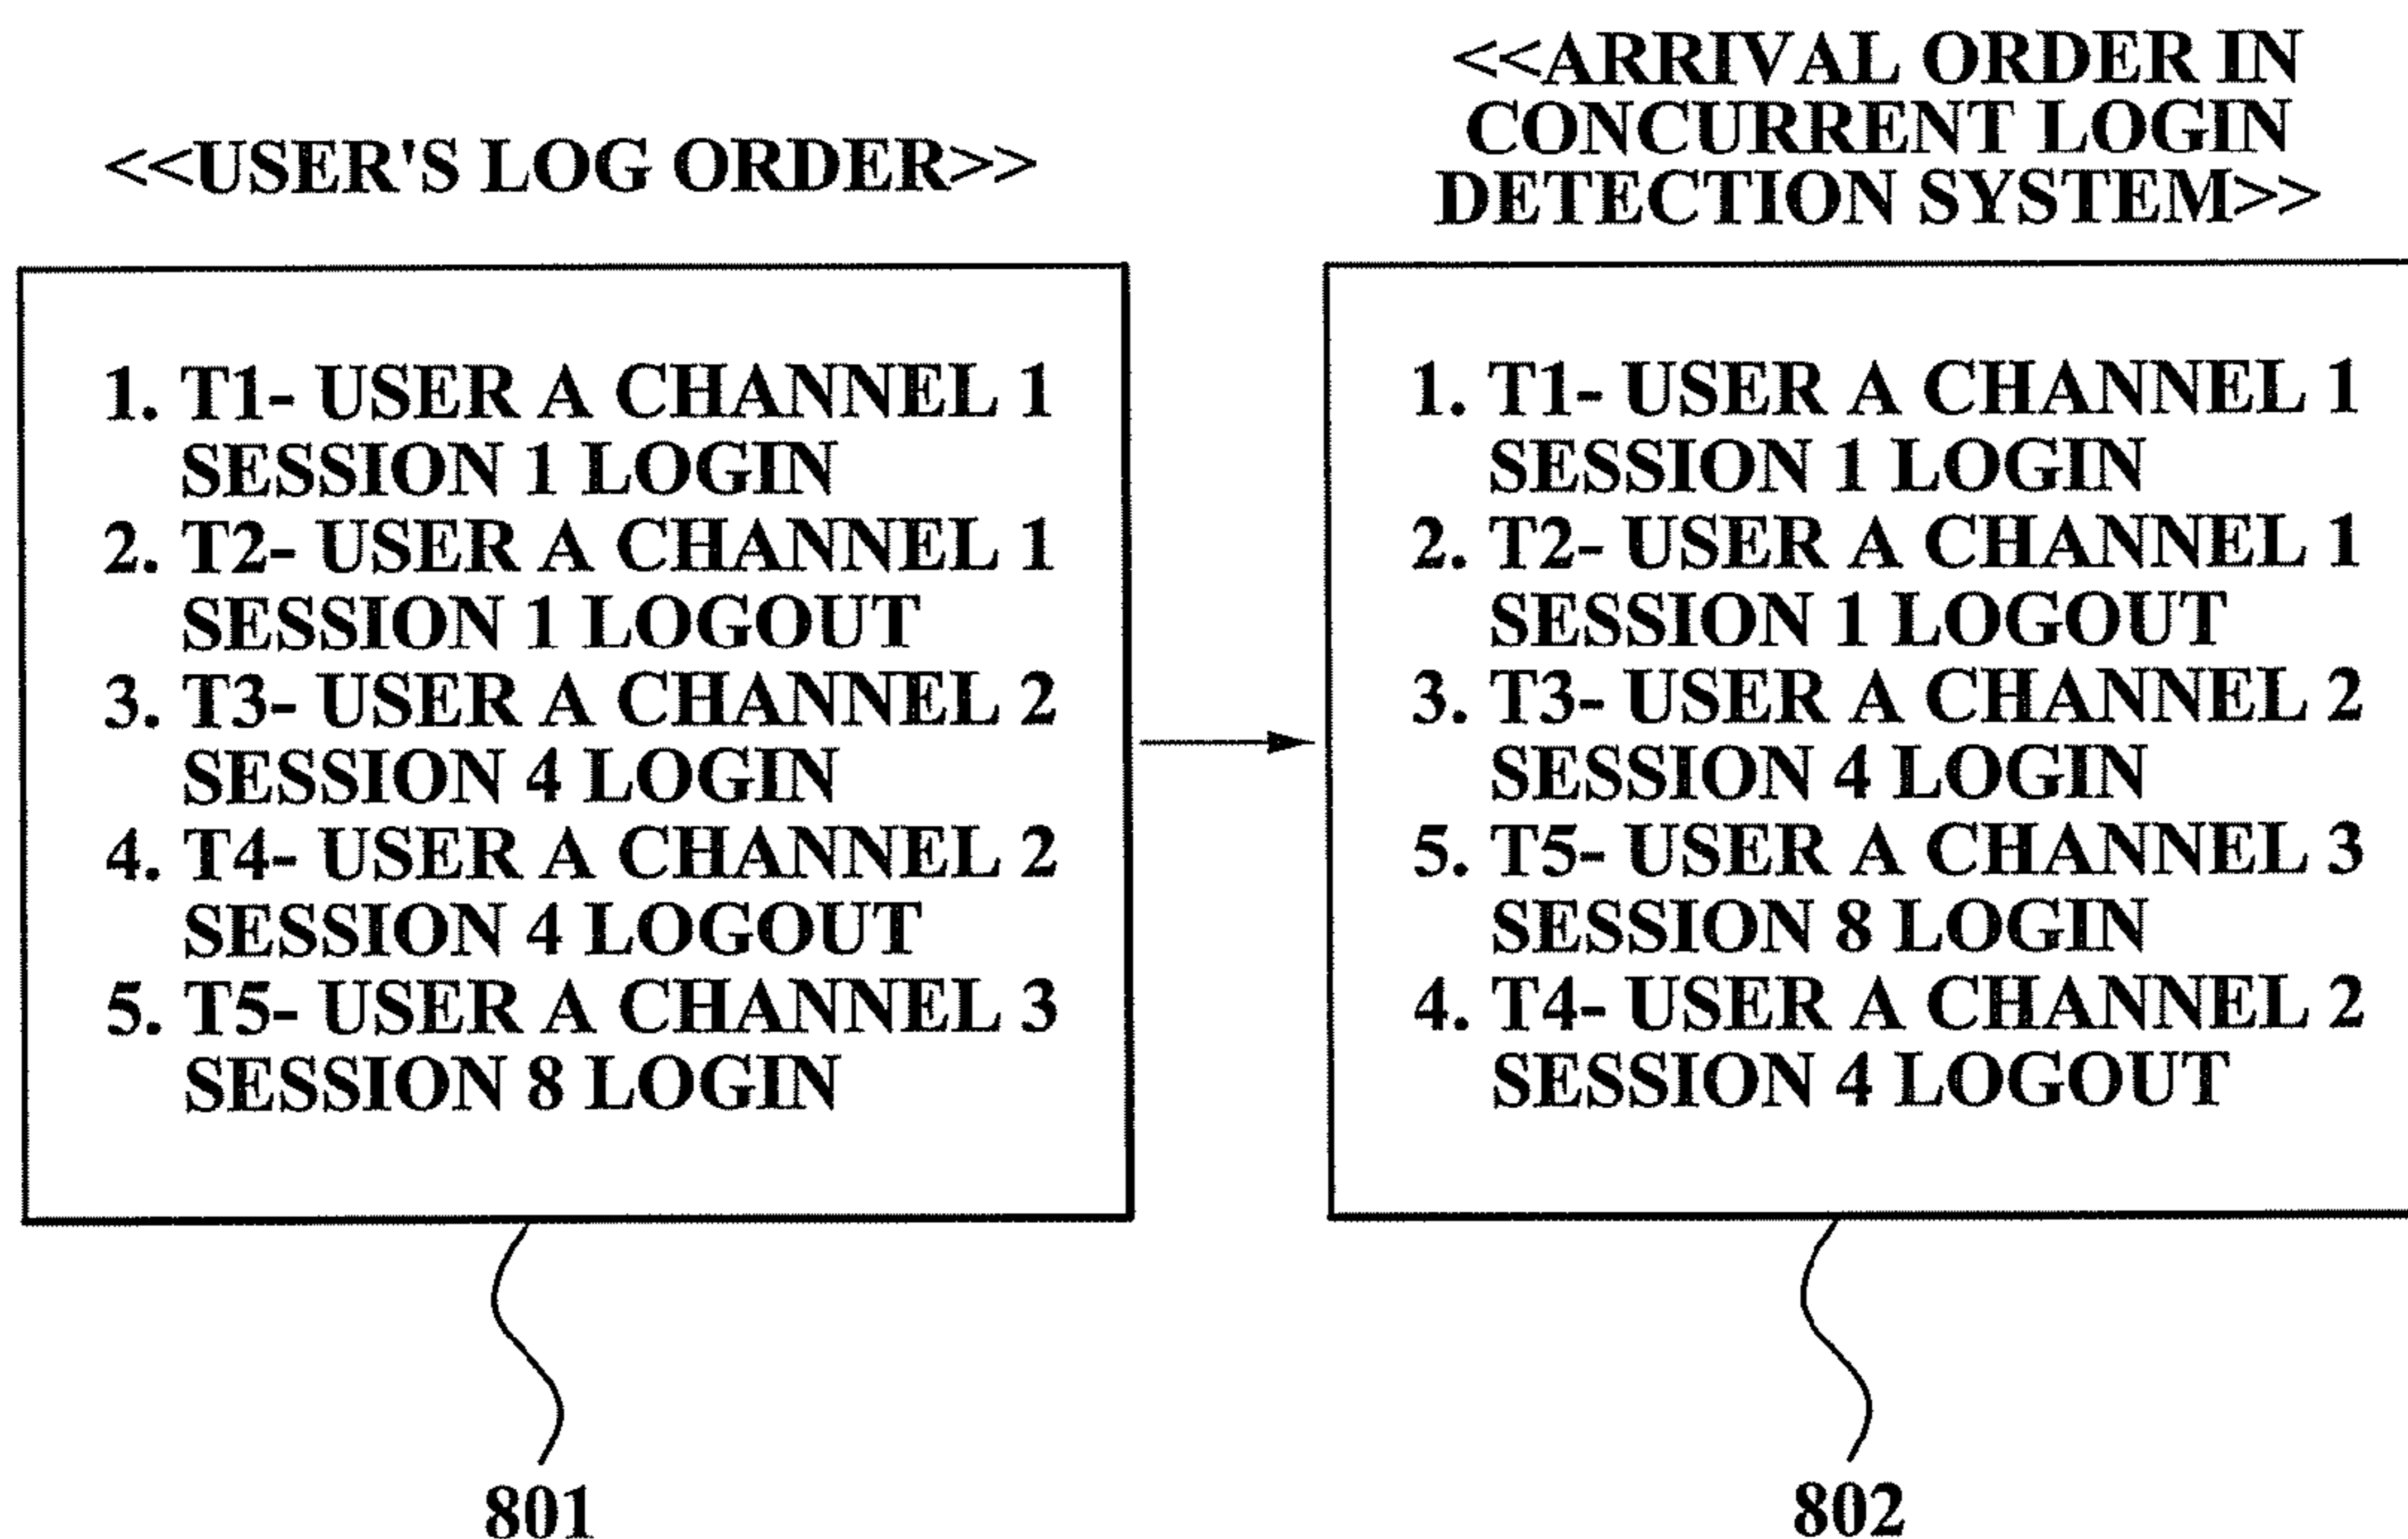 <<USER'S LOG ORDER>>
1. T1- USER A CHANNEL 1
SESSION 1 LOGIN
2. T2- USER A CHANNEL 1
SESSION 1 LOGOUT
3. T3- USER A CHANNEL 2
SESSION 4 LOGIN
4. T4- USER A CHANNEL 2
SESSION 4 LOGOUT
5. T5- USER A CHANNEL 3
SESSION 8 LOGIN
801
<<ARRIVAL ORDER IN
CONCURRENT LOGIN
DETECTION SYSTEM>>
1. T1- USER A CHANNEL 1
SESSION 1 LOGIN
2. T2- USER A CHANNEL 1
SESSION 1 LOGOUT
3. T3- USER A CHANNEL 2
SESSION 4 LOGIN
5. T5- USER A CHANNEL 3
SESSION 8 LOGIN
4. T4- USER A CHANNEL 2
SESSION 4 LOGOUT
802